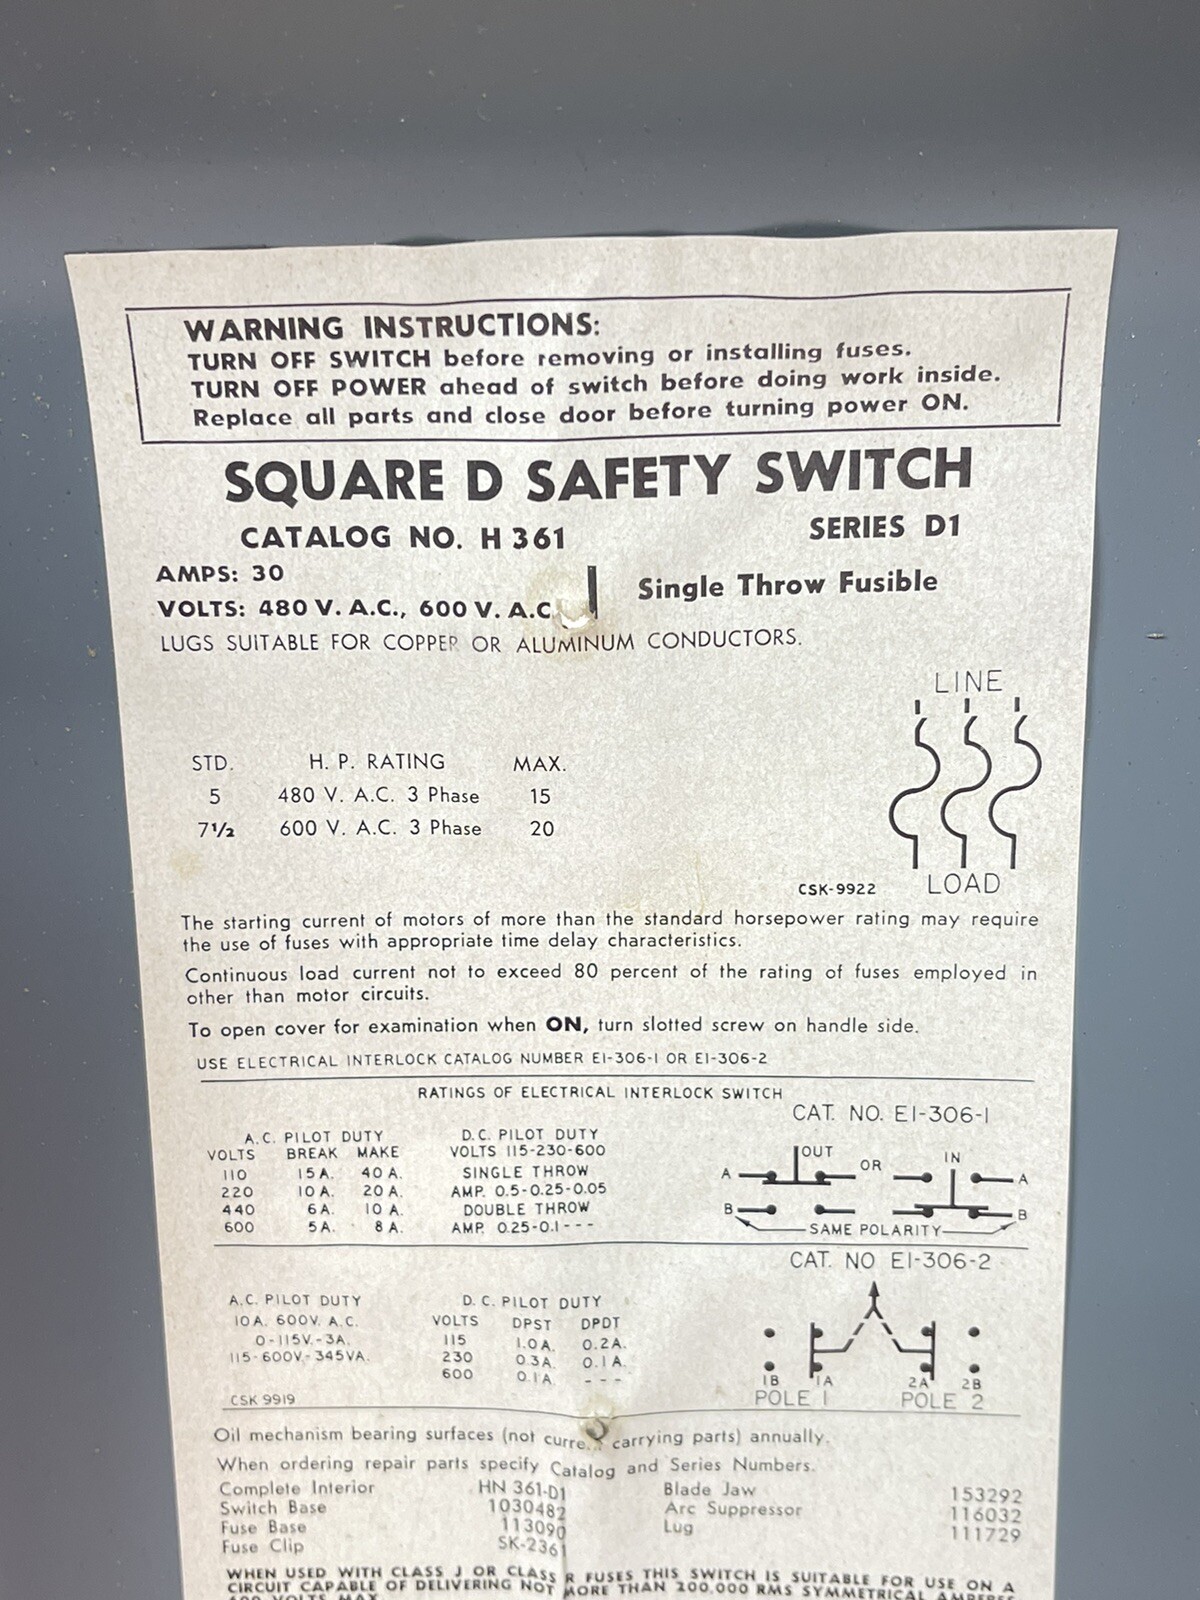 WARNING INSTRUCTIONS:
TURN OFF SWITCH before removing or installing fuses.
TURN OFF POWER ahead of switch before doing work inside.
Replace all parts and close door before turning power ON.
SQUARE D SAFETY SWITCH
CATALOG NO. H 361 SERIES D1
AMPS: 30
VOLTS: 480 V. A.C., 600 V. A.C.
Single Throw Fusible
LUGS SUITABLE FOR COPPER OR ALUMINUM CONDUCTORS.
LINE
STD. H. P. RATING MAX.
5 480 V. A.C. 3 Phase 15
7 1/2 600 V. A.C. 3 Phase 20
CSK-9922 LOAD
The starting current of motors of more than the standard horsepower rating may require
the use of fuses with appropriate time delay characteristics.
Continuous load current not to exceed 80 percent of the rating of fuses employed in
other than motor circuits.
To open cover for examination when ON, turn slotted screw on handle side.
USE ELECTRICAL INTERLOCK CATALOG NUMBER EI-306-1 OR EI-306-2
RATINGS OF ELECTRICAL INTERLOCK SWITCH
CAT. NO. EI-306-1
A.C. PILOT DUTY
VOLTS BREAK MAKE
110 15 A. 40 A.
220 10 A. 20 A.
440 6 A. 10 A.
600 5 A. 8 A.
D.C. PILOT DUTY
VOLTS 115-230-600
SINGLE THROW
AMP. 0.5-0.25-0.05
DOUBLE THROW
AMP. 0.25-0.1---
OUT IN
A OR A
B B
SAME POLARITY
CAT. NO EI-306-2
A.C. PILOT DUTY
10A. 600V. A.C.
0-115V.-3A.
115-600V-345VA.
D.C. PILOT DUTY
VOLTS DPST DPDT
115 1.0A. 0.2A.
230 0.3A. 0.1A.
600 0.1A. ---
1B 1A 2A 2B
POLE 1 POLE 2
CSK 9919
Oil mechanism bearing surfaces (not carrying parts) annually.
When ordering repair parts specify Catalog and Series Numbers.
Complete Interior HN 361-D1 Blade Jaw 153292
Switch Base 1030482 Arc Suppressor 116032
Fuse Base 113090 Lug 111729
Fuse Clip SK-2361
WHEN USED WITH CLASS J OR CLASS R FUSES THIS SWITCH IS SUITABLE FOR USE ON A
CIRCUIT CAPABLE OF DELIVERING NOT MORE THAN 200,000 RMS SYMMETRICAL AMPERES